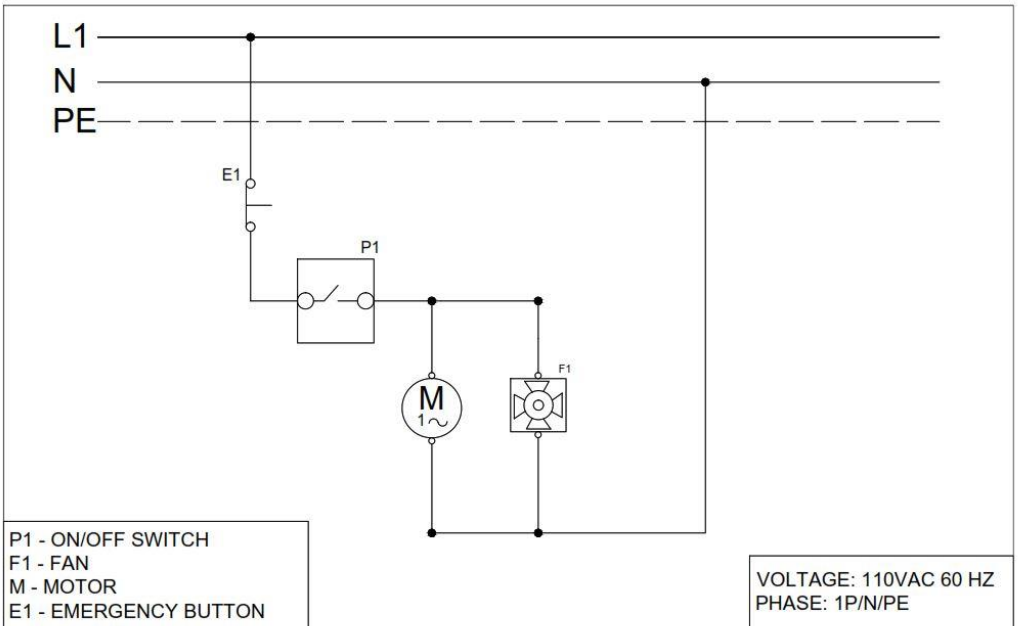 L1
N
PE
E1
P1
F1
M
1~
P1 - ON/OFF SWITCH
F1 - FAN
M - MOTOR
E1 - EMERGENCY BUTTON
VOLTAGE: 110VAC 60 HZ
PHASE: 1P/N/PE